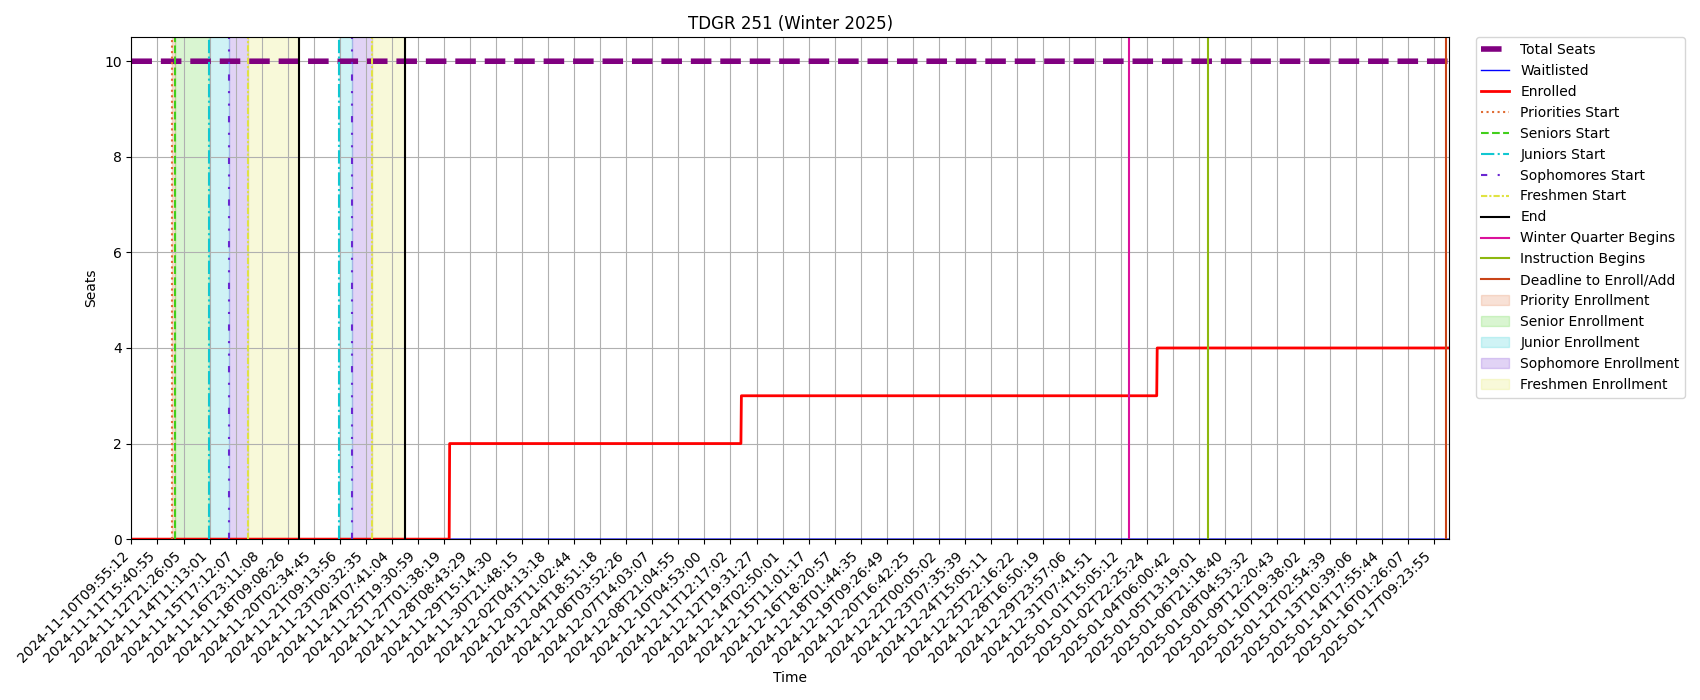 TDGR 251 (Winter 2025)
Seats
10
8
6
4
2
0
2024-11-10T09:55:12
2024-11-11T15:40:55
2024-11-12T21:26:05
2024-11-14T11:13:01
2024-11-15T17:12:07
2024-11-16T23:11:08
2024-11-18T09:08:26
2024-11-20T02:34:45
2024-11-21T09:13:56
2024-11-23T00:32:35
2024-11-24T07:41:04
2024-11-25T19:30:59
2024-11-27T01:38:19
2024-11-28T08:43:29
2024-11-29T15:14:30
2024-11-30T21:48:15
2024-12-02T04:13:18
2024-12-03T11:02:44
2024-12-04T18:51:18
2024-12-06T03:52:26
2024-12-07T14:03:07
2024-12-08T21:04:55
2024-12-10T04:53:00
2024-12-11T12:17:02
2024-12-12T19:31:27
2024-12-14T02:50:01
2024-12-15T11:01:17
2024-12-16T18:20:57
2024-12-18T01:44:35
2024-12-19T09:26:49
2024-12-20T16:42:25
2024-12-22T00:05:02
2024-12-23T07:35:39
2024-12-24T15:05:11
2024-12-25T22:16:22
2024-12-28T16:50:19
2024-12-29T23:57:06
2024-12-31T07:41:51
2025-01-01T15:05:12
2025-01-02T22:25:24
2025-01-04T06:00:42
2025-01-05T13:19:01
2025-01-06T21:18:40
2025-01-08T04:53:32
2025-01-09T12:20:43
2025-01-10T19:38:02
2025-01-12T02:54:39
2025-01-13T10:39:06
2025-01-14T17:55:44
2025-01-16T01:26:07
2025-01-17T09:23:55
Time
Total Seats
Waitlisted
Enrolled
Priorities Start
Seniors Start
Juniors Start
Sophomores Start
Freshmen Start
End
Winter Quarter Begins
Instruction Begins
Deadline to Enroll/Add
Priority Enrollment
Senior Enrollment
Junior Enrollment
Sophomore Enrollment
Freshmen Enrollment